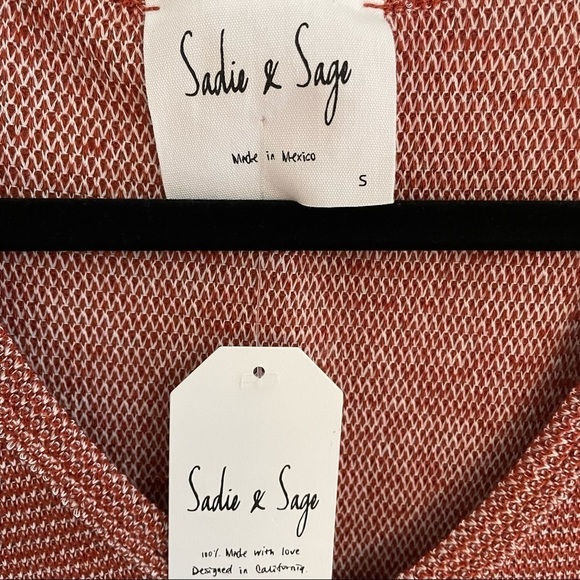 Sadie & Sage
Made in Mexico
S
Sadie & Sage
100% Made with love
Designed in California.